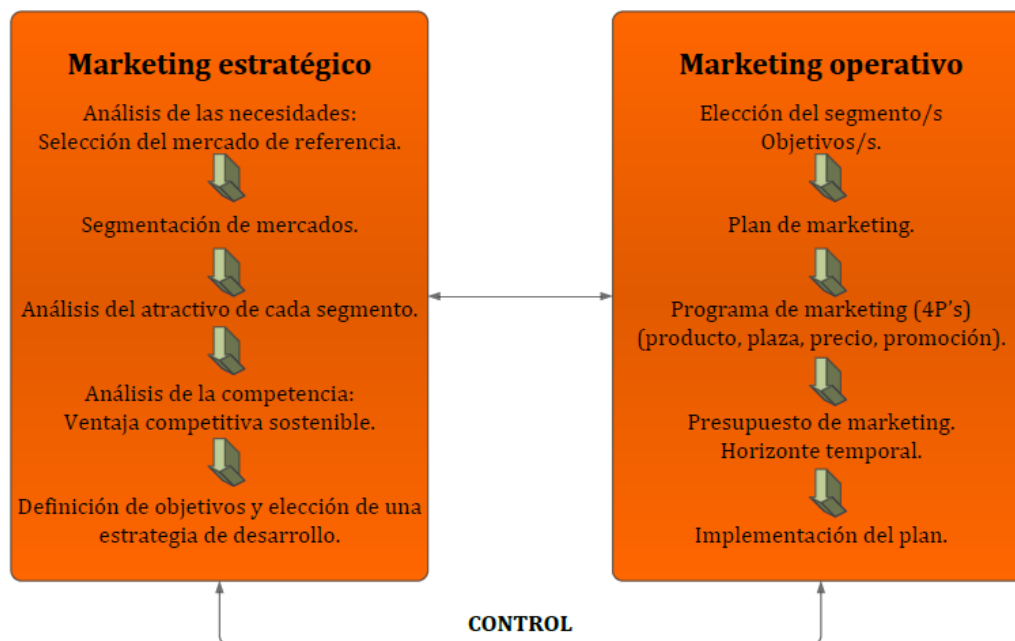 Marketing estratégico
Análisis de las necesidades:
Selección del mercado de referencia.
Segmentación de mercados.
Análisis del atractivo de cada segmento.
Análisis de la competencia:
Ventaja competitiva sostenible.
Definición de objetivos y elección de una
estrategia de desarrollo.
Marketing operativo
Elección del segmento/s
Objetivos/s.
Plan de marketing.
Programa de marketing (4P’s)
(producto, plaza, precio, promoción).
Presupuesto de marketing.
Horizonte temporal.
Implementación del plan.
CONTROL